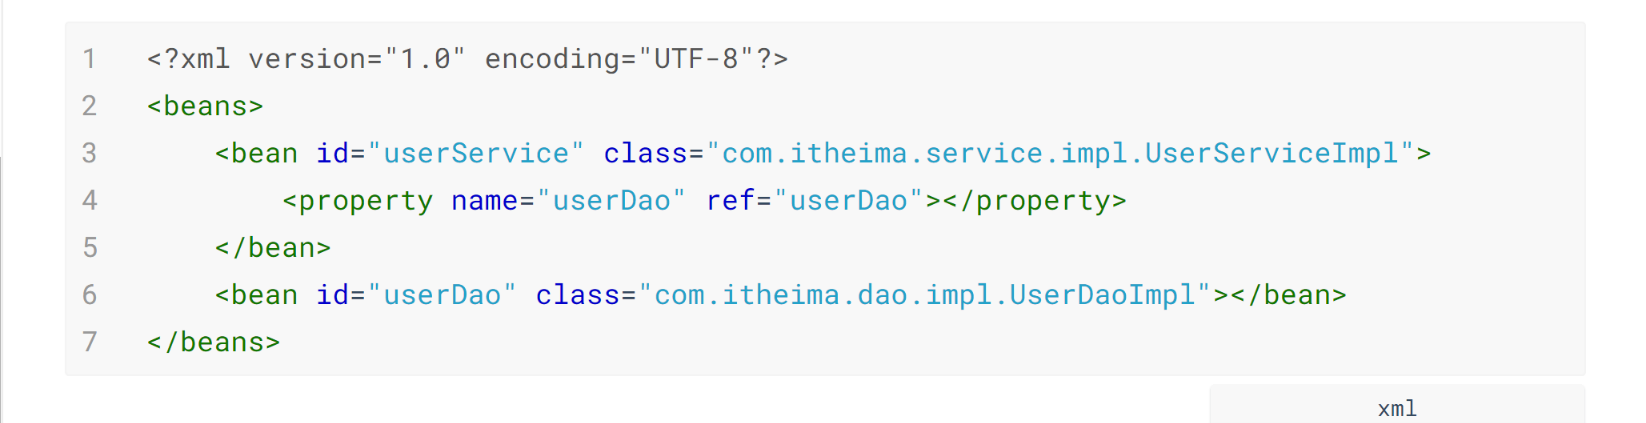 1 <?xml version="1.0" encoding="UTF-8"?>
2 <beans>
3     <bean id="userService" class="com.itheima.service.impl.UserServiceImpl">
4         <property name="userDao" ref="userDao"></property>
5     </bean>
6     <bean id="userDao" class="com.itheima.dao.impl.UserDaoImpl"></bean>
7 </beans>
xml